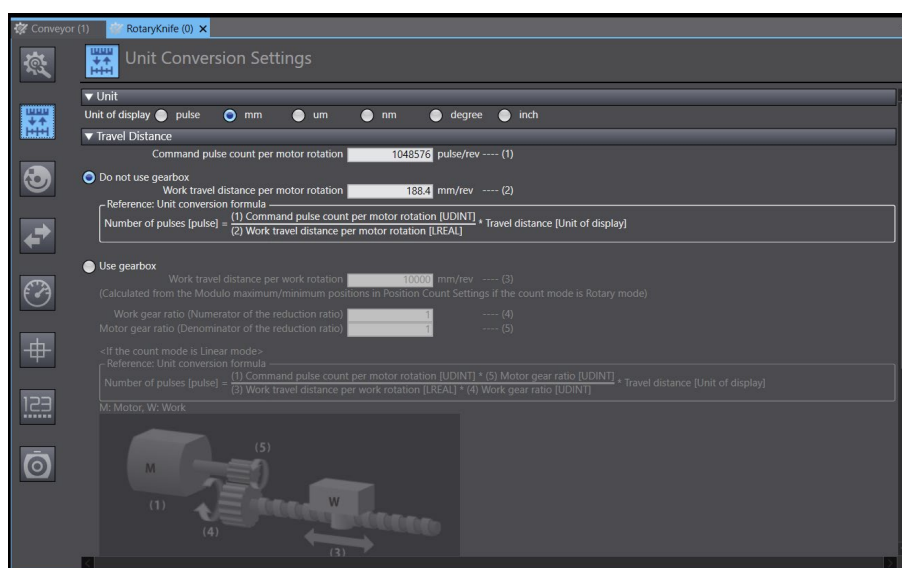 Conveyor (1) RotaryKnife (0) ×
Unit Conversion Settings
▼ Unit
Unit of display pulse mm um nm degree inch
▼ Travel Distance
Command pulse count per motor rotation 1048576 pulse/rev ---- (1)
Do not use gearbox
Work travel distance per motor rotation 188.4 mm/rev ---- (2)
Reference: Unit conversion formula
Number of pulses [pulse] = (1) Command pulse count per motor rotation [UDINT] * Travel distance [Unit of display]
(2) Work travel distance per motor rotation [LREAL]
Use gearbox
Work travel distance per work rotation 10000 mm/rev ---- (3)
(Calculated from the Modulo maximum/minimum positions in Position Count Settings if the count mode is Rotary mode)
Work gear ratio (Numerator of the reduction ratio) 1 ---- (4)
Motor gear ratio (Denominator of the reduction ratio) 1 ---- (5)
<If the count mode is Linear mode>
Reference: Unit conversion formula
Number of pulses [pulse] = (1) Command pulse count per motor rotation [UDINT] * (5) Motor gear ratio [UDINT] * Travel distance [Unit of display]
(3) Work travel distance per work rotation [LREAL] * (4) Work gear ratio [UDINT]
123
M: Motor, W: Work
(5)
M
W
(1)
(4)
(3)